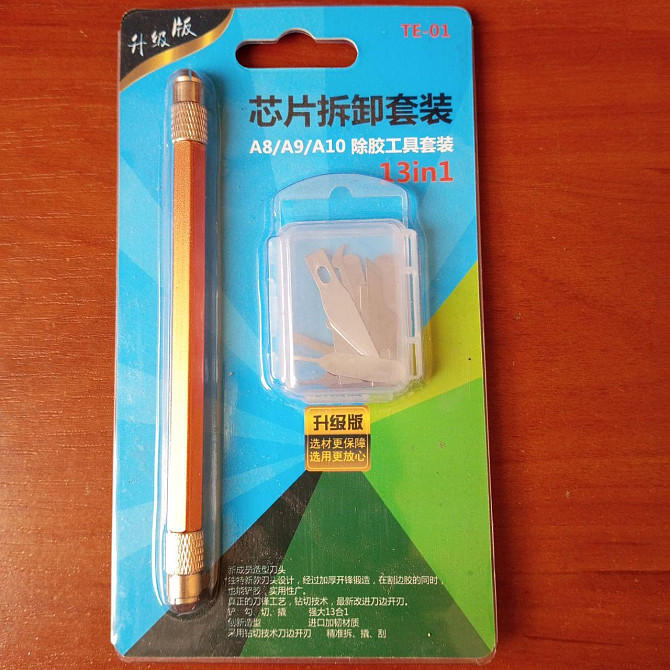 升级版
TE-01
芯片拆卸套装
A8/A9/A10 除胶工具套装
13in1
升级版
选材更保障
选用更放心
新成员造型刀头
独特新款刀头设计，经过加厚开锋锻造，在割边胶的同时，
也能铲胶，实用性广。
真正的刀锋工艺，钻切技术，最新改进刀边开刃。
铲 勾 切、撬 强大13合1
创新造型 进口加韧材质
采用钻切技术刀边开刃 精准拆、撬、刮